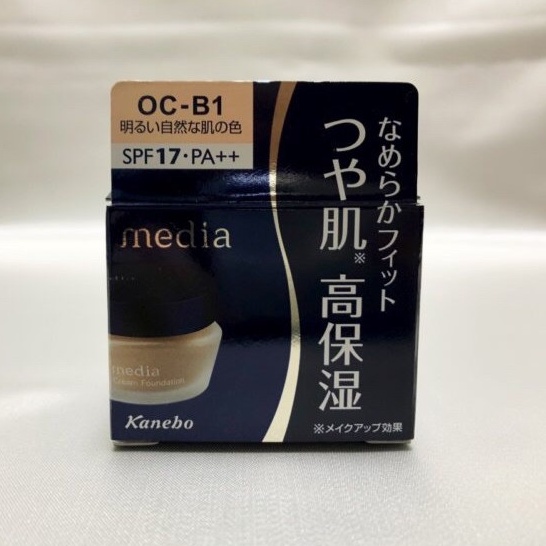 OC-B1
明るい自然な肌の色
SPF17・PA++
なめらかフィット
つや肌※高保湿
※メイクアップ効果
media
media
Cream Foundation
Kanebo